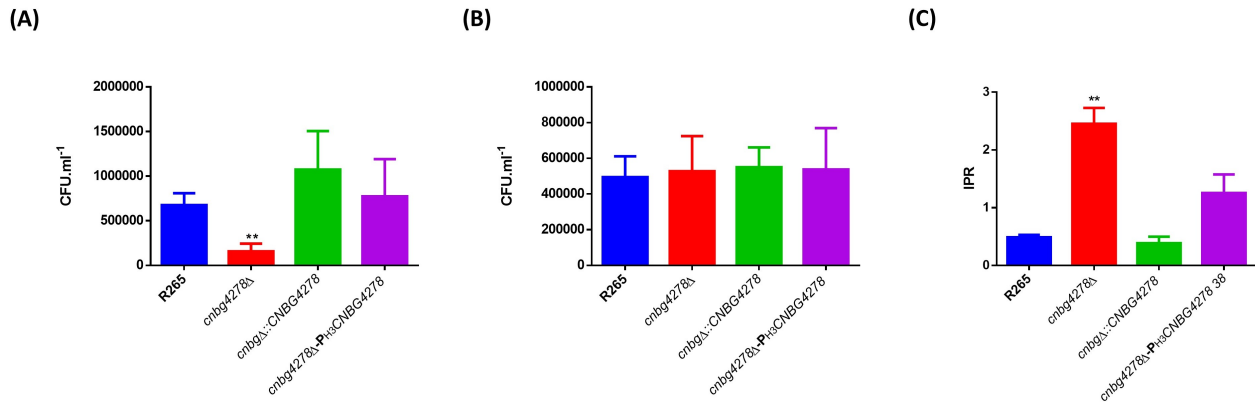 (A)
CFU.ml-1
2000000
1500000
1000000
500000
0
**
R265
cnbg4278Δ
cnbgΔ::CNBG4278
cnbg4278Δ-PH3CNBG4278
(B)
CFU.ml-1
1000000
800000
600000
400000
200000
0
R265
cnbg4278Δ
cnbgΔ::CNBG4278
cnbg4278Δ-PH3CNBG4278
(C)
IPR
3
2
1
0
**
R265
cnbg4278Δ
cnbgΔ::CNBG4278
cnbg4278Δ-PH3CNBG4278 38